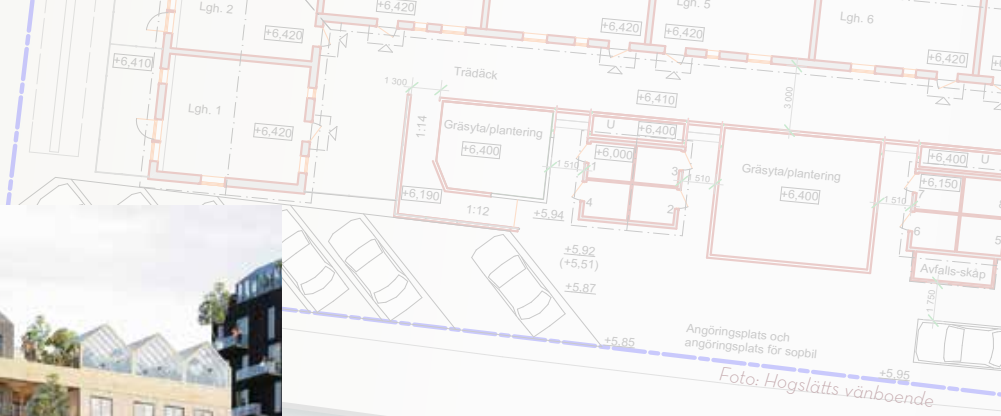 Lgh. 2
+6,420
+6,420
Lgh. 5
+6,420
+6,420
Lgh. 6
+6,420
+6,420
+6,410
Trädäck
1 300
+6,410
3 000
Lgh. 1
+6,420
1:14
Gräsyta/plantering
+6,400
U
+6,400
+6,000
1 510
1
3
1 510
4
2
Gräsyta/plantering
+6,400
1 510
+6,400
U
+6,150
7
6
5
+6,190
1:12
+5,94
+5,92
(+5,51)
+5,87
Avfalls-skåp
1 750
+5,85
Angöringsplats och
angöringsplats för sopbil
+5,95
Foto: Hogslätts vänboende